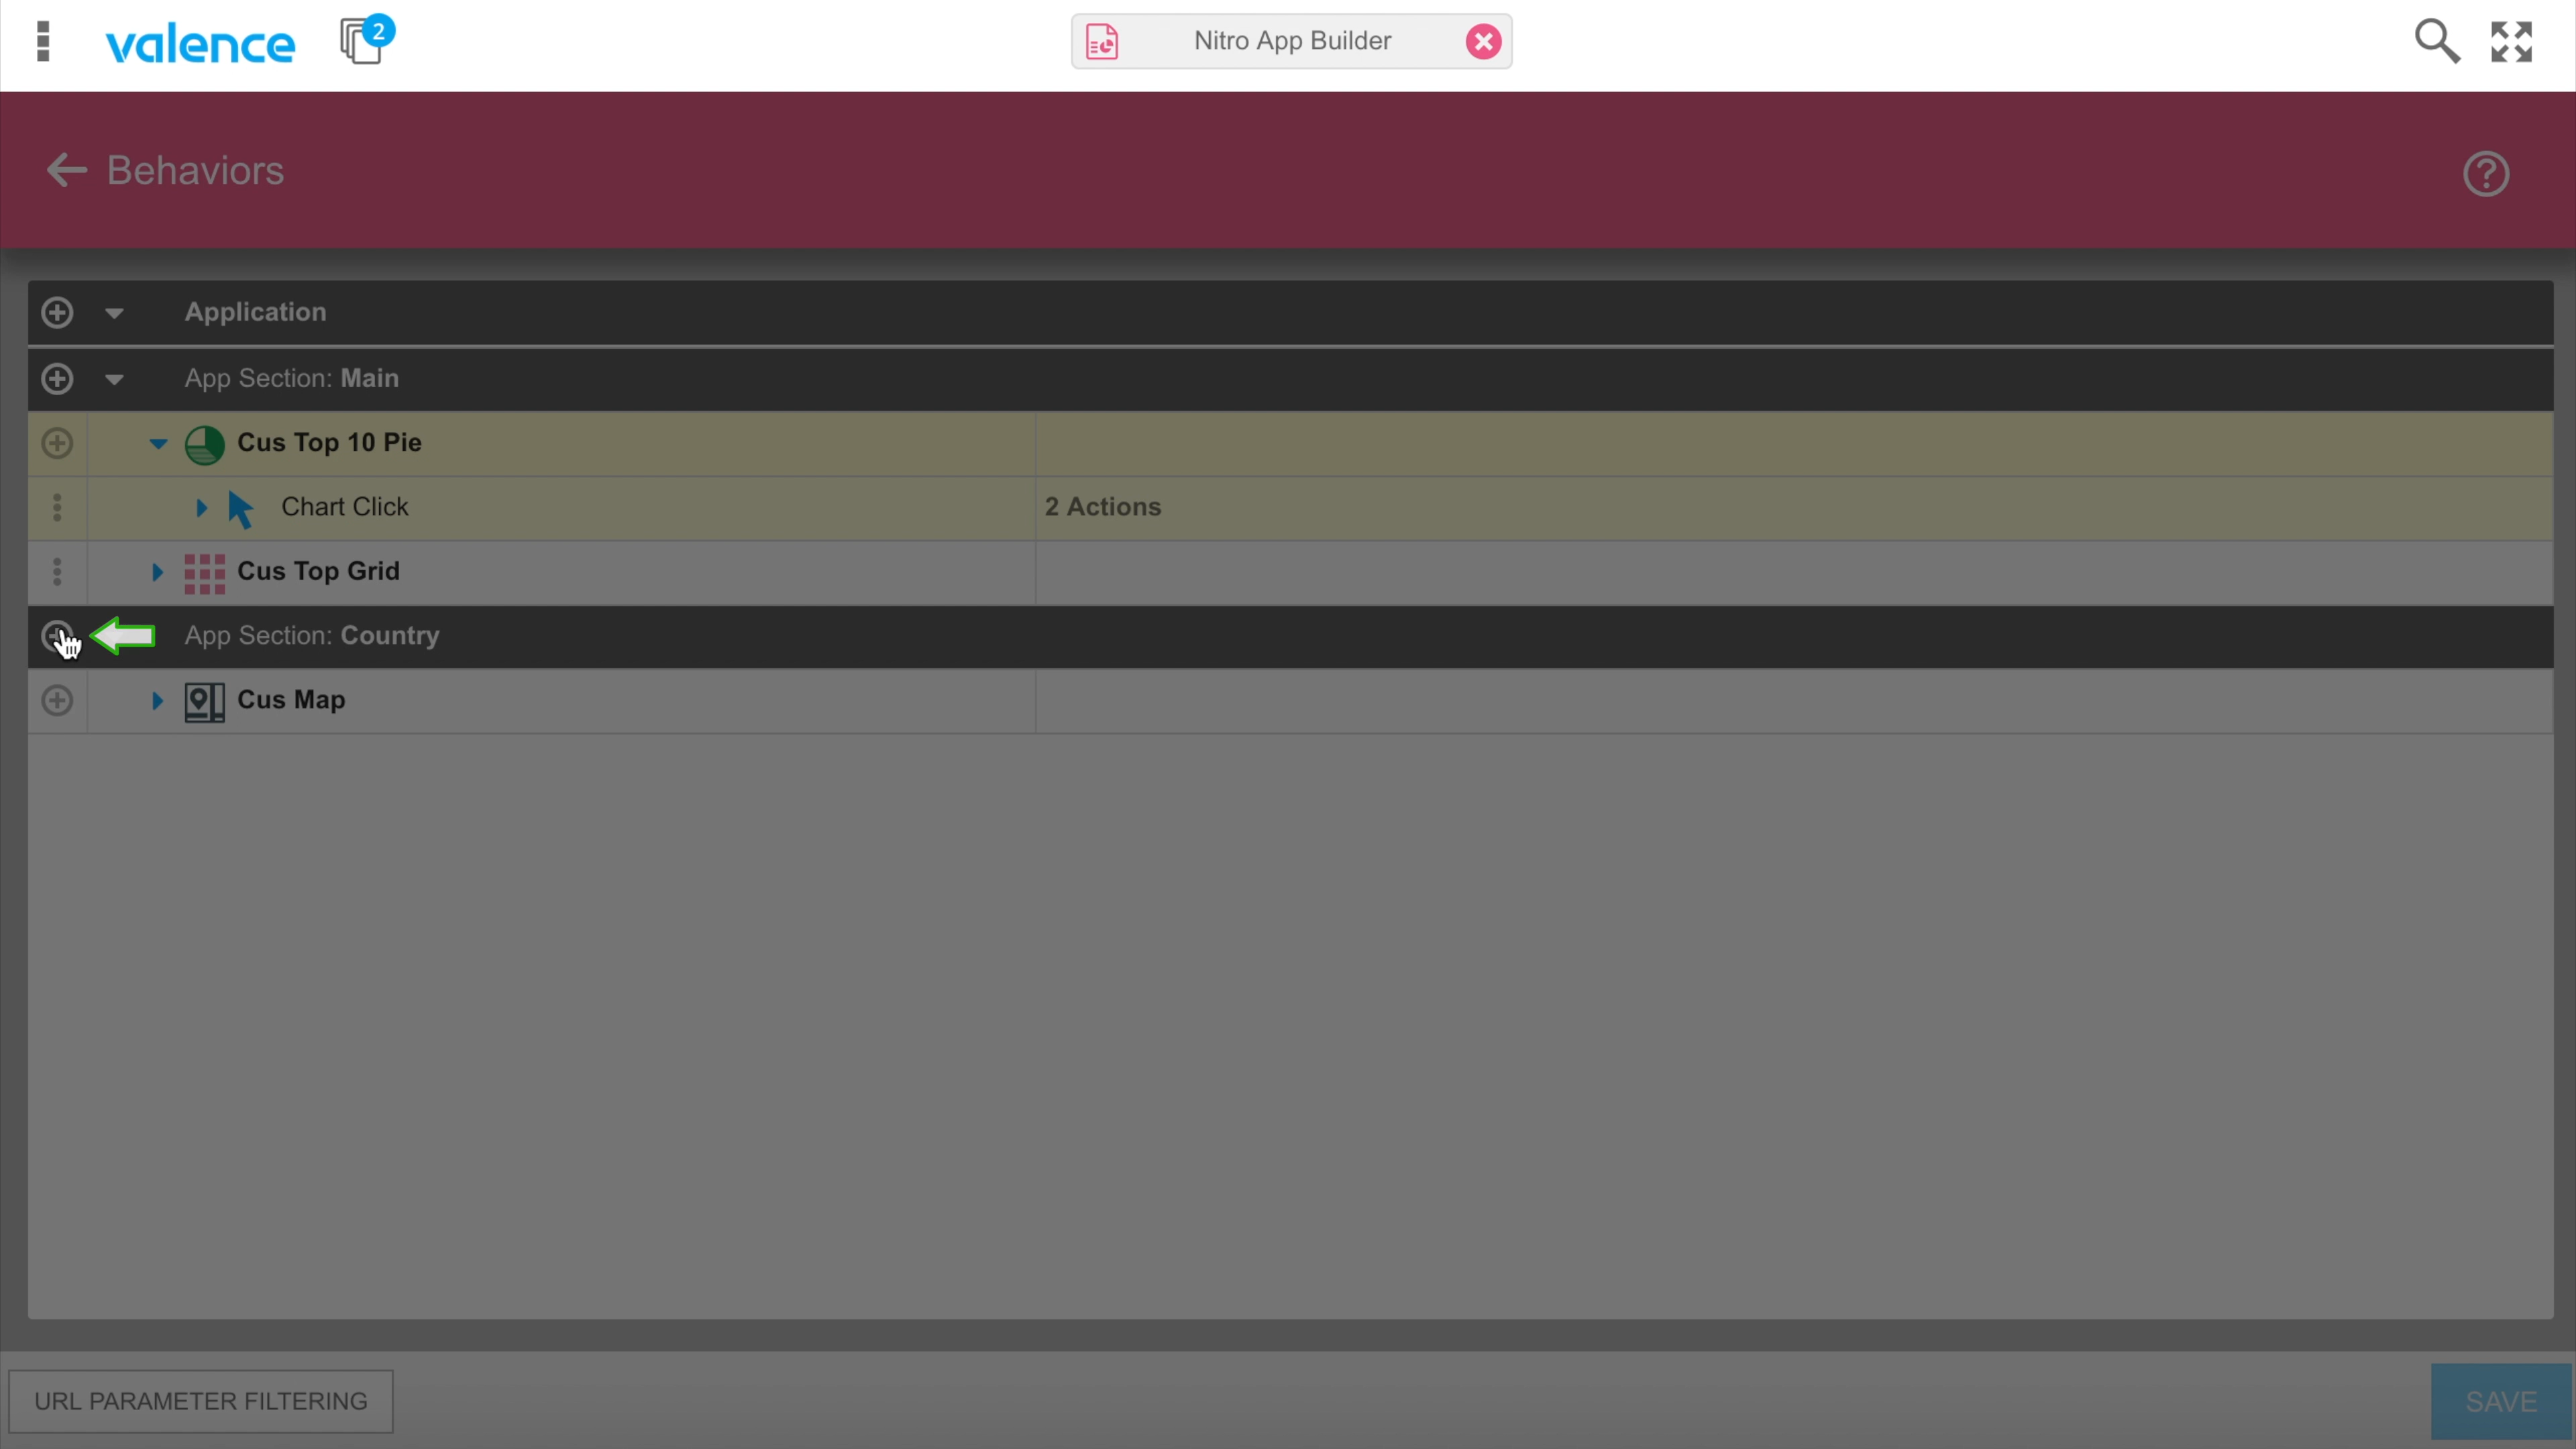 valence
2
Nitro App Builder
Behaviors
Application
App Section: Main
Cus Top 10 Pie
Chart Click
2 Actions
Cus Top Grid
App Section: Country
Cus Map
URL PARAMETER FILTERING
SAVE